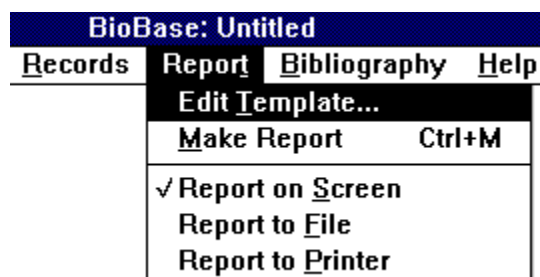 BioBase: Untitled
Records Report Bibliography Help
Edit Template...
Make Report Ctrl+M
√ Report on Screen
Report to File
Report to Printer